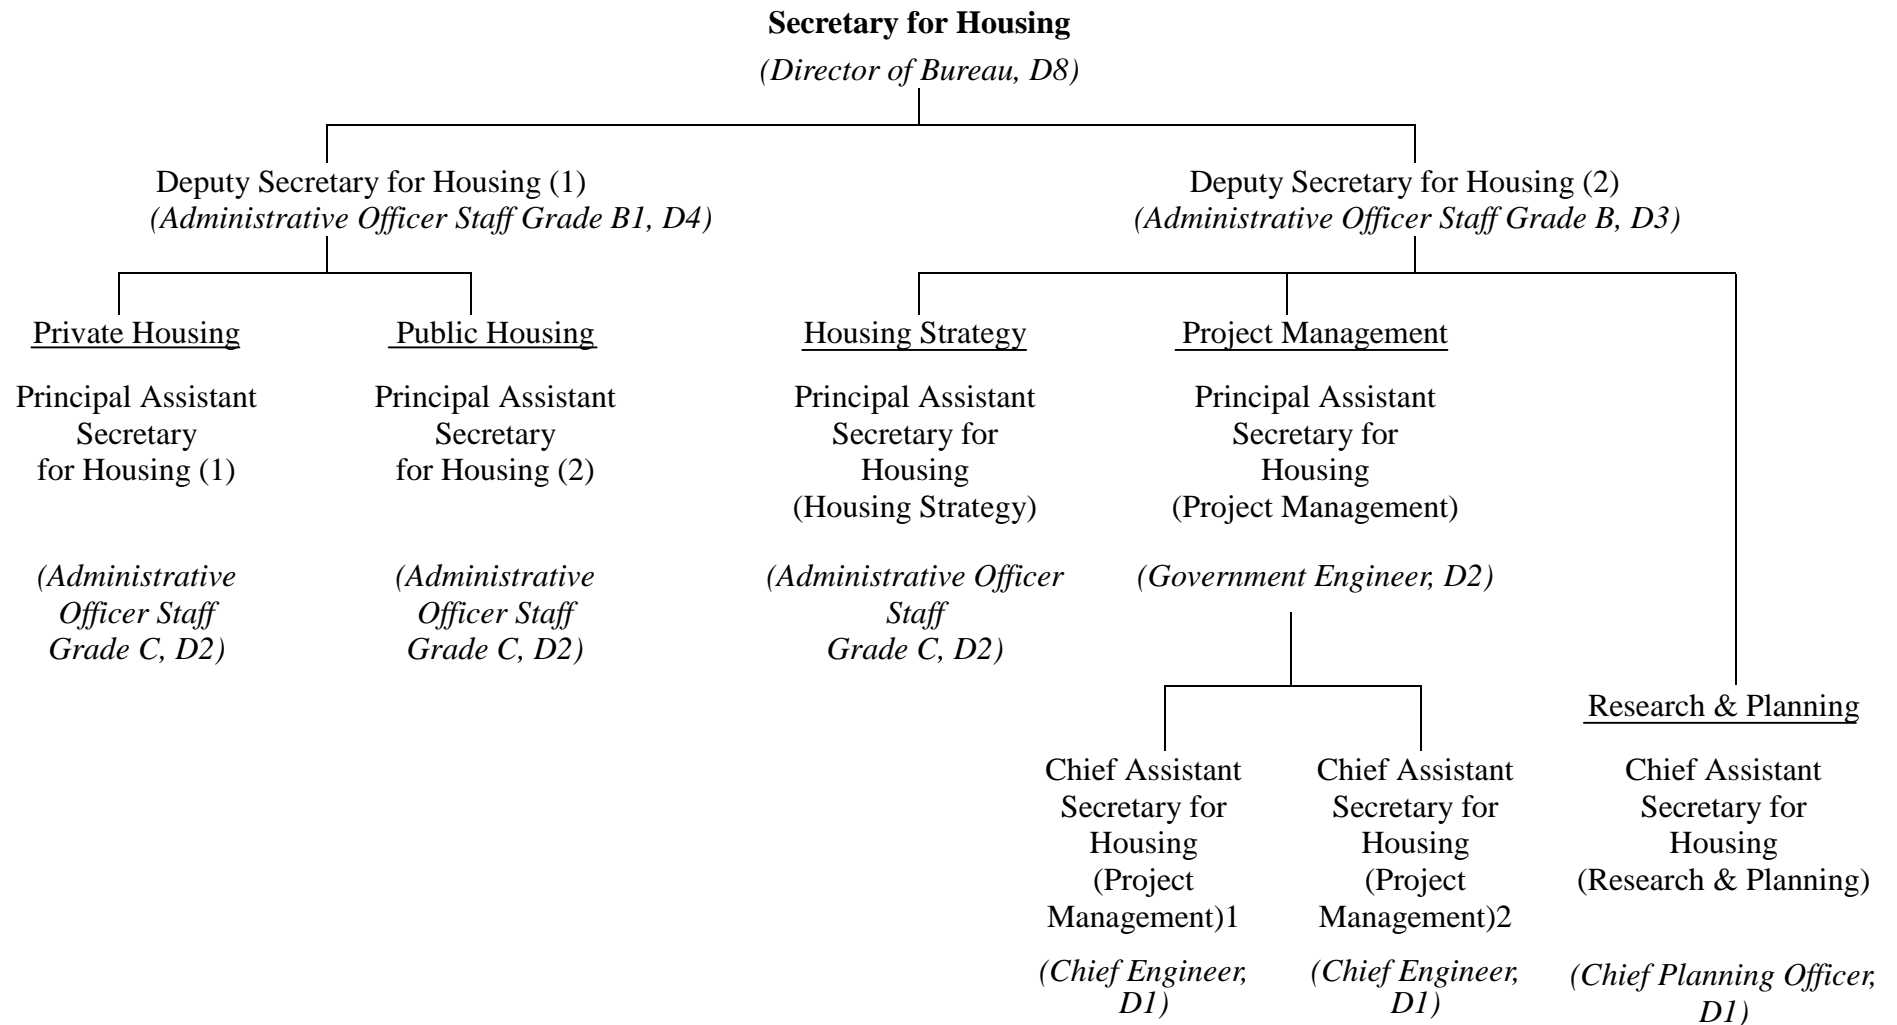 Secretary for Housing
(Director of Bureau, D8)
Deputy Secretary for Housing (1)
(Administrative Officer Staff Grade B1, D4)
Deputy Secretary for Housing (2)
(Administrative Officer Staff Grade B, D3)
Private Housing
Principal Assistant
Secretary
for Housing (1)
(Administrative
Officer Staff
Grade C, D2)
Public Housing
Principal Assistant
Secretary
for Housing (2)
(Administrative
Officer Staff
Grade C, D2)
Housing Strategy
Principal Assistant
Secretary for
Housing
(Housing Strategy)
(Administrative Officer
Staff
Grade C, D2)
Project Management
Principal Assistant
Secretary for
Housing
(Project Management)
(Government Engineer, D2)
Chief Assistant
Secretary for
Housing
(Project
Management)1
(Chief Engineer,
D1)
Chief Assistant
Secretary for
Housing
(Project
Management)2
(Chief Engineer,
D1)
Research & Planning
Chief Assistant
Secretary for
Housing
(Research & Planning)
(Chief Planning Officer,
D1)